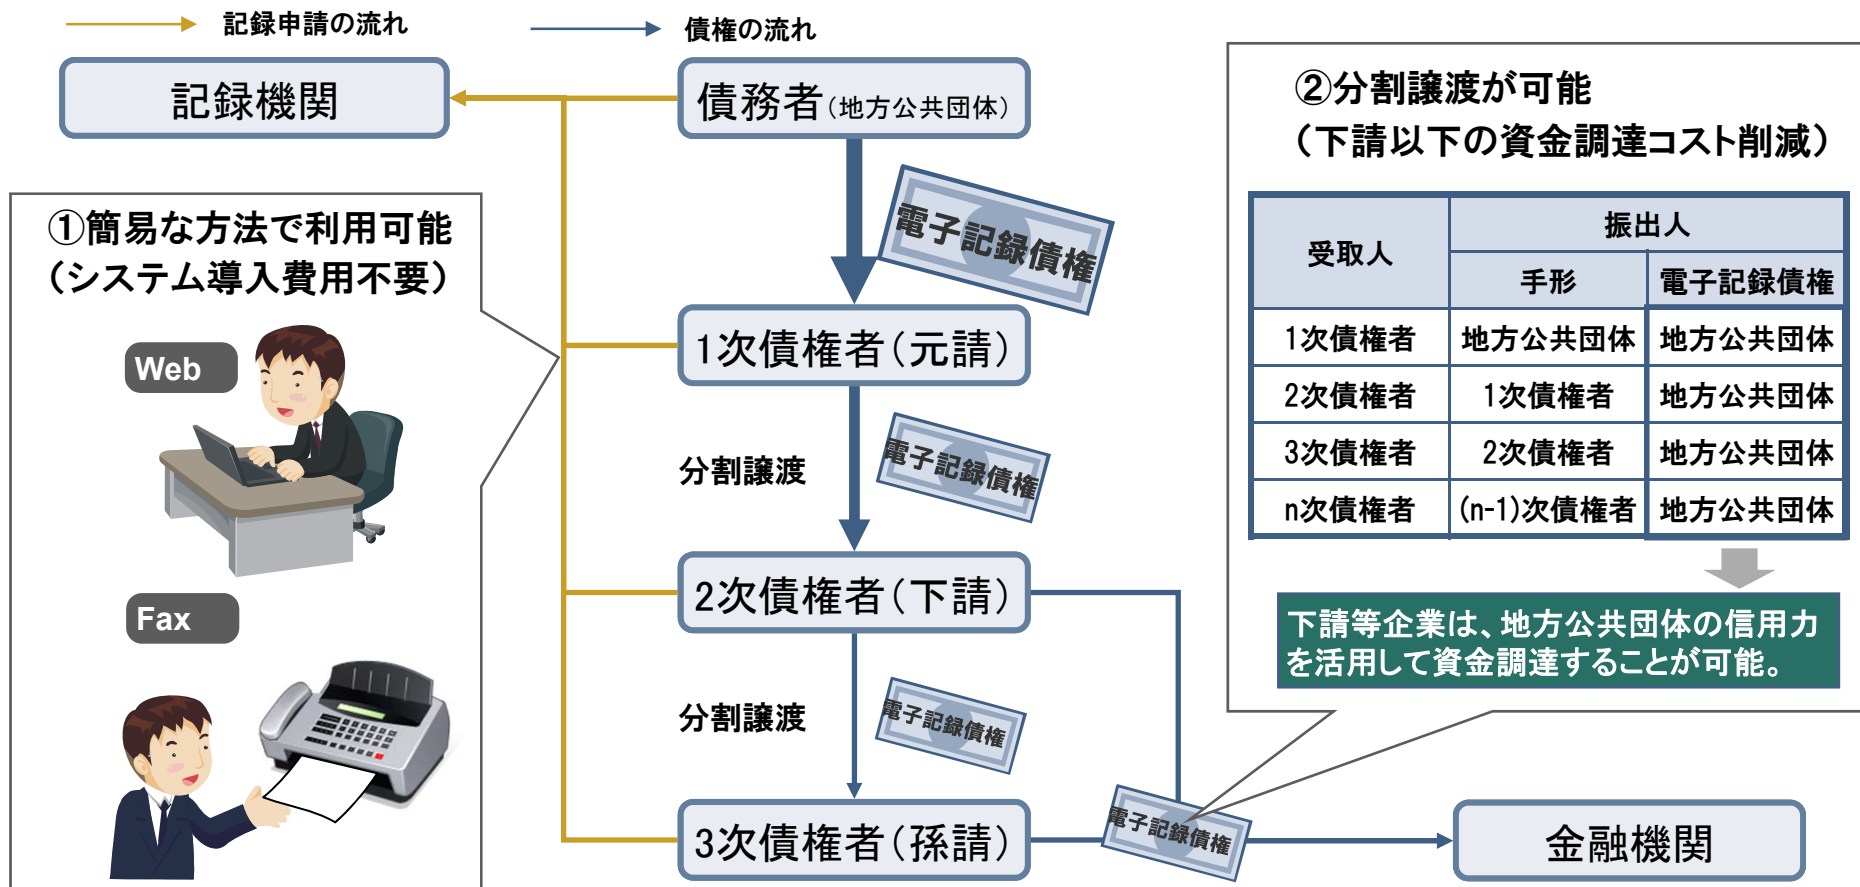 記録申請の流れ
債権の流れ
記録機関
債務者（地方公共団体）
電子記録債権
①簡易な方法で利用可能
（システム導入費用不要）
Web
Fax
1次債権者（元請）
分割譲渡
電子記録債権
2次債権者（下請）
分割譲渡
電子記録債権
3次債権者（孫請）
電子記録債権
金融機関
②分割譲渡が可能
（下請以下の資金調達コスト削減）
受取人 振出人
手形 電子記録債権
1次債権者 地方公共団体 地方公共団体
2次債権者 1次債権者 地方公共団体
3次債権者 2次債権者 地方公共団体
n次債権者 (n-1)次債権者 地方公共団体
下請等企業は、地方公共団体の信用力
を活用して資金調達することが可能。